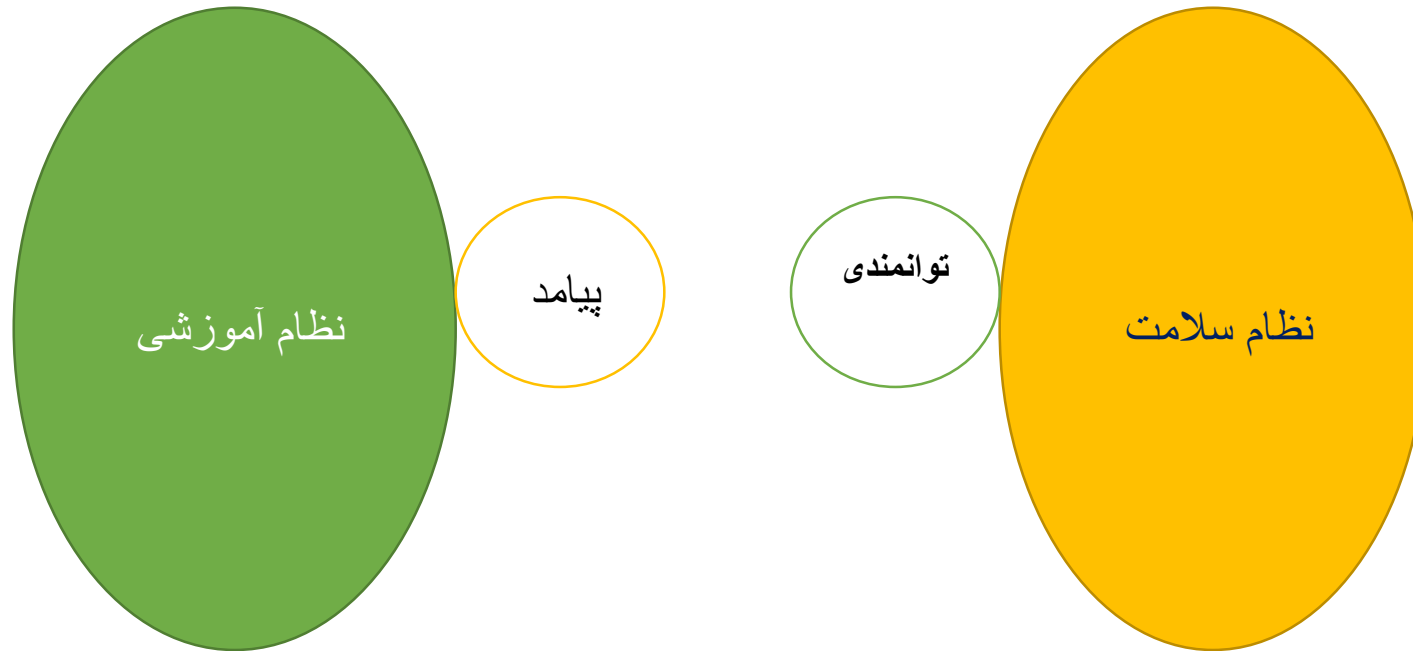 نظام سلامت
توانمندی
پیامد
نظام آموزشی